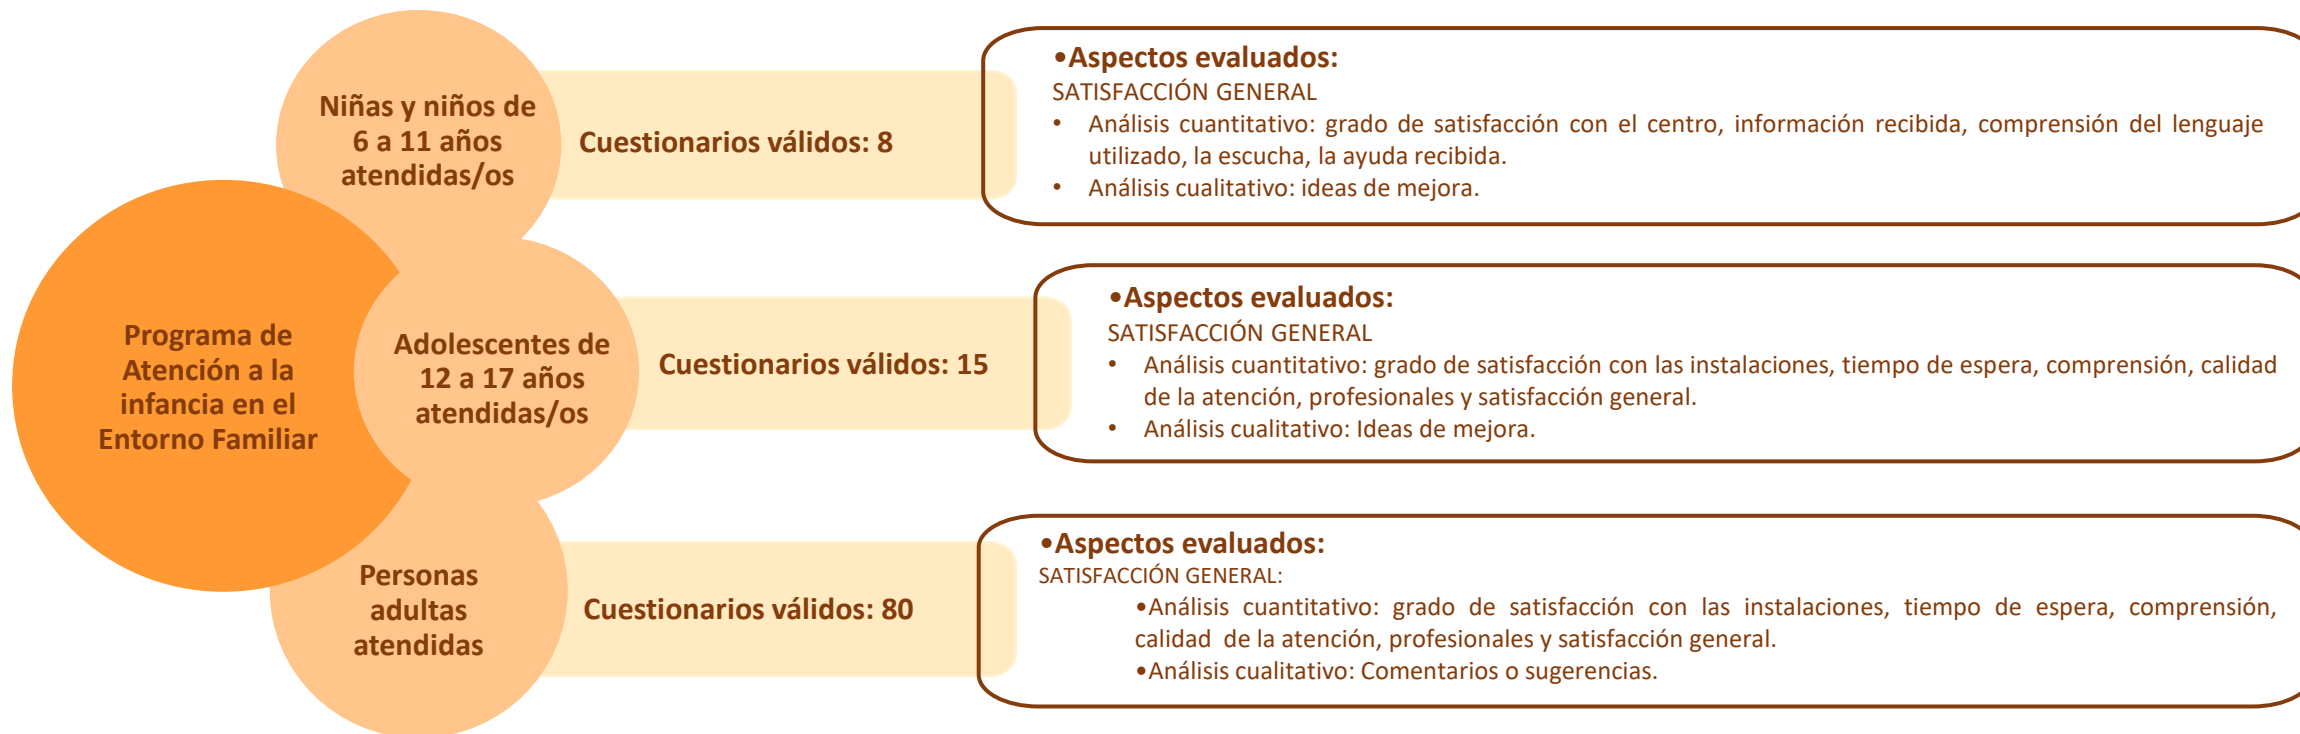 Programa de
Atención a la
infancia en el
Entorno Familiar
Niñas y niños de
6 a 11 años
atendidas/os
Cuestionarios válidos: 8
•Aspectos evaluados:
SATISFACCIÓN GENERAL
• Análisis cuantitativo: grado de satisfacción con el centro, información recibida, comprensión del lenguaje
utilizado, la escucha, la ayuda recibida.
• Análisis cualitativo: ideas de mejora.
Adolescentes de
12 a 17 años
atendidas/os
Cuestionarios válidos: 15
•Aspectos evaluados:
SATISFACCIÓN GENERAL
• Análisis cuantitativo: grado de satisfacción con las instalaciones, tiempo de espera, comprensión, calidad
de la atención, profesionales y satisfacción general.
• Análisis cualitativo: Ideas de mejora.
Personas
adultas
atendidas
Cuestionarios válidos: 80
•Aspectos evaluados:
SATISFACCIÓN GENERAL:
•Análisis cuantitativo: grado de satisfacción con las instalaciones, tiempo de espera, comprensión,
calidad de la atención, profesionales y satisfacción general.
•Análisis cualitativo: Comentarios o sugerencias.